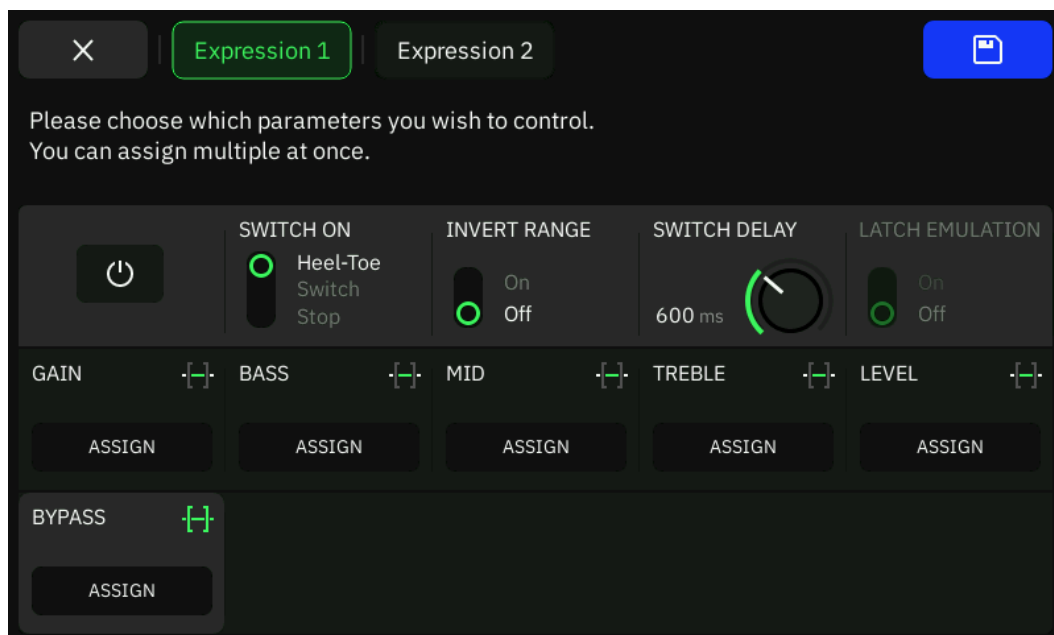 Expression 1
Expression 2
Please choose which parameters you wish to control.
You can assign multiple at once.
SWITCH ON
Heel-Toe
Switch
Stop
INVERT RANGE
On
Off
SWITCH DELAY
600 ms
LATCH EMULATION
On
Off
GAIN
BASS
MID
TREBLE
LEVEL
ASSIGN
ASSIGN
ASSIGN
ASSIGN
ASSIGN
BYPASS
ASSIGN